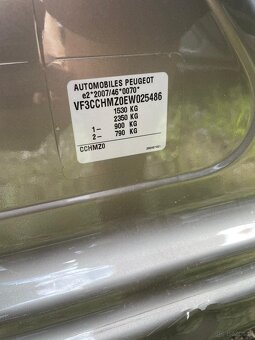 AUTOMOBILES PEUGEOT
e2*2007/46*0070*
VF3CCHMZ0EW025486
1530 KG
2350 KG
1- 900 KG
2- 790 KG
CCHMZ0